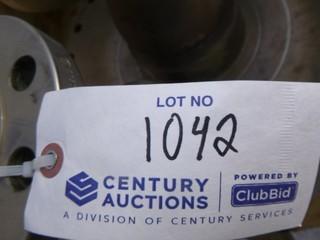 LOT NO
1042
CENTURY AUCTIONS
POWERED BY
ClubBid
A DIVISION OF CENTURY SERVICES